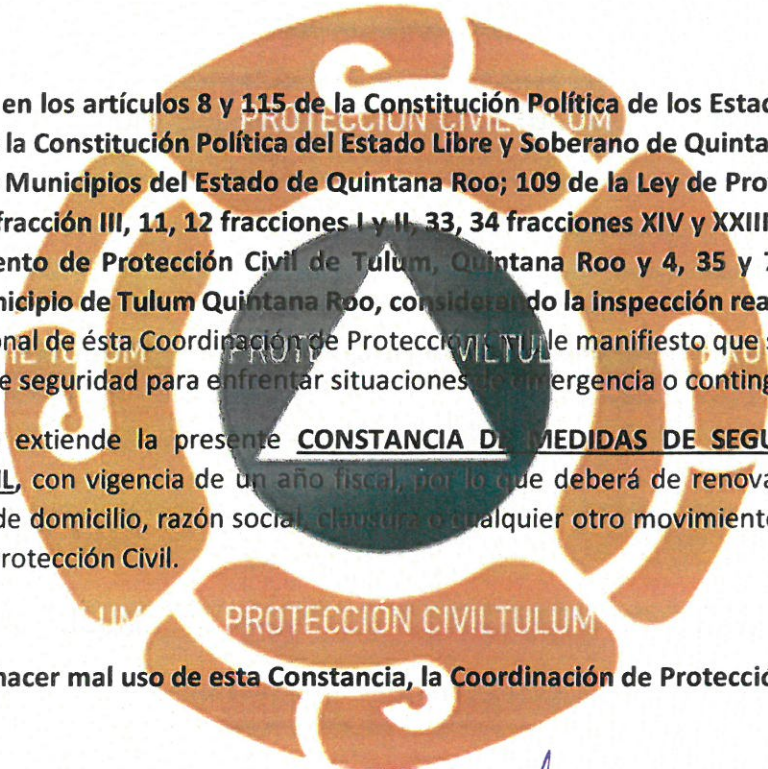 en los artículos 8 y 115 de la Constitución Política de los Estad
la Constitución Política del Estado Libre y Soberano de Quinta
Municipios del Estado de Quintana Roo; 109 de la Ley de Pro
fracción III, 11, 12 fracciones I y II, 33, 34 fracciones XIV y XXIII
ento de Protección Civil de Tulum, Quintana Roo y 4, 35 y 7
nicipio de Tulum Quintana Roo, considerando la inspección rea
onal de ésta Coordinación de Protección Civil, le manifiesto que s
e seguridad para enfrentar situaciones de emergencia o conting
extiende la presente CONSTANCIA DE MEDIDAS DE SEGU
IL, con vigencia de un año fiscal, por lo que deberá de renova
de domicilio, razón social, clausura o cualquier otro movimiento
rotección Civil.
PROTECCIÓN CIVILTULUM
hacer mal uso de esta Constancia, la Coordinación de Protecció